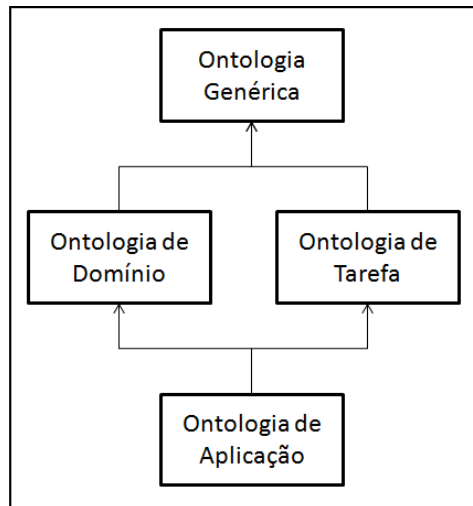 Ontologia
Genérica
Ontologia de
Domínio
Ontologia de
Tarefa
Ontologia de
Aplicação